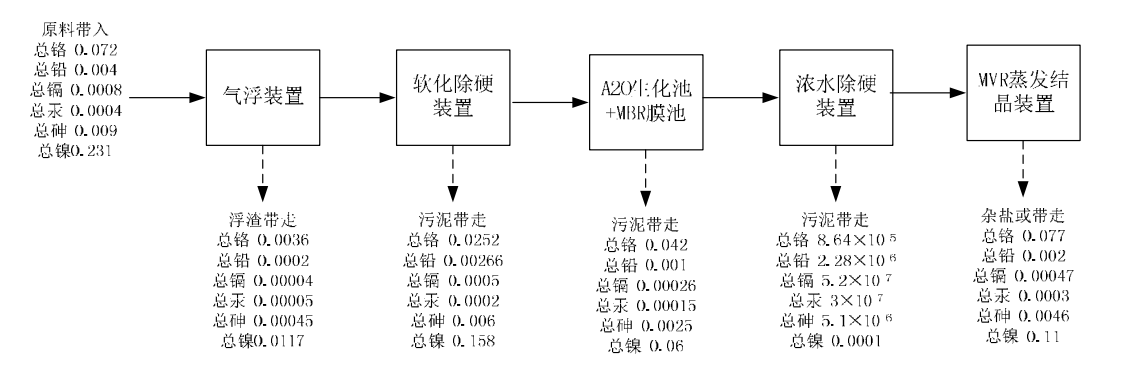 原料带入
总铬 0.072
总铅 0.004
总镉 0.0008
总汞 0.0004
总砷 0.009
总镍0.231
气浮装置
软化除硬
装置
A2O生化池
+MBR膜池
浓水除硬
装置
MVR蒸发结
晶装置
浮渣带走
总铬 0.0036
总铅 0.0002
总镉 0.00004
总汞 0.00005
总砷 0.00045
总镍0.0117
污泥带走
总铬 0.0252
总铅 0.00266
总镉 0.0005
总汞 0.0002
总砷 0.006
总镍 0.158
污泥带走
总铬 0.042
总铅 0.001
总镉 0.00026
总汞 0.00015
总砷 0.0025
总镍 0.06
污泥带走
总铬 8.64×10⁵
总铅 2.28×10⁶
总镉 5.2×10⁷
总汞 3×10⁷
总砷 5.1×10⁶
总镍 0.0001
杂盐或带走
总铬 0.077
总铅 0.002
总镉 0.00047
总汞 0.0003
总砷 0.0046
总镍 0.11